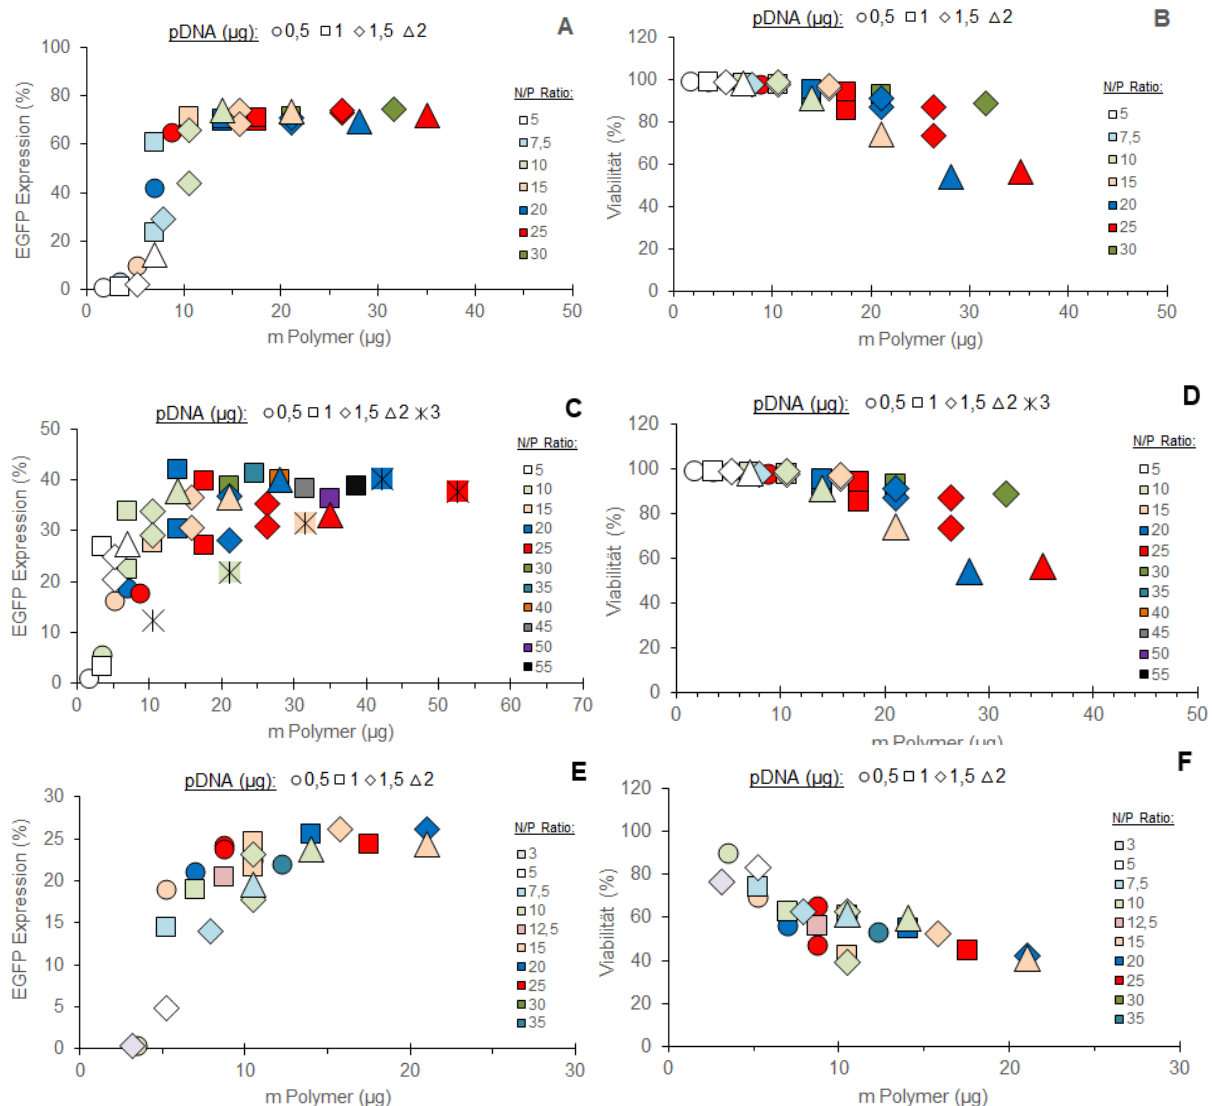 A
pDNA (µg): 0,5 1 1,5 2
EGFP Expression (%)
100
80
60
40
20
0
0 10 20 30 40 50
m Polymer (µg)
N/P Ratio:
5
7,5
10
15
20
25
30
B
pDNA (µg): 0,5 1 1,5 2
Viabilität (%)
120
100
80
60
40
20
0
0 10 20 30 40 50
m Polymer (µg)
N/P Ratio:
5
7,5
10
15
20
25
30
C
pDNA (µg): 0,5 1 1,5 2 3
EGFP Expression (%)
50
40
30
20
10
0
0 10 20 30 40 50 60 70
m Polymer (µg)
N/P Ratio:
5
10
15
20
25
30
35
40
45
50
55
D
pDNA (µg): 0,5 1 1,5 2 3
Viabilität (%)
120
100
80
60
40
20
0
0 10 20 30 40 50
m Polymer (µg)
N/P Ratio:
5
10
15
20
25
30
35
40
45
50
55
E
pDNA (µg): 0,5 1 1,5 2
EGFP Expression (%)
30
25
20
15
10
5
0
0 10 20 30
m Polymer (µg)
N/P Ratio:
3
5
7,5
10
12,5
15
20
25
30
35
F
pDNA (µg): 0,5 1 1,5 2
Viabilität (%)
120
100
80
60
40
20
0
0 10 20 30
m Polymer (µg)
N/P Ratio:
3
5
7,5
10
12,5
15
20
25
30
35